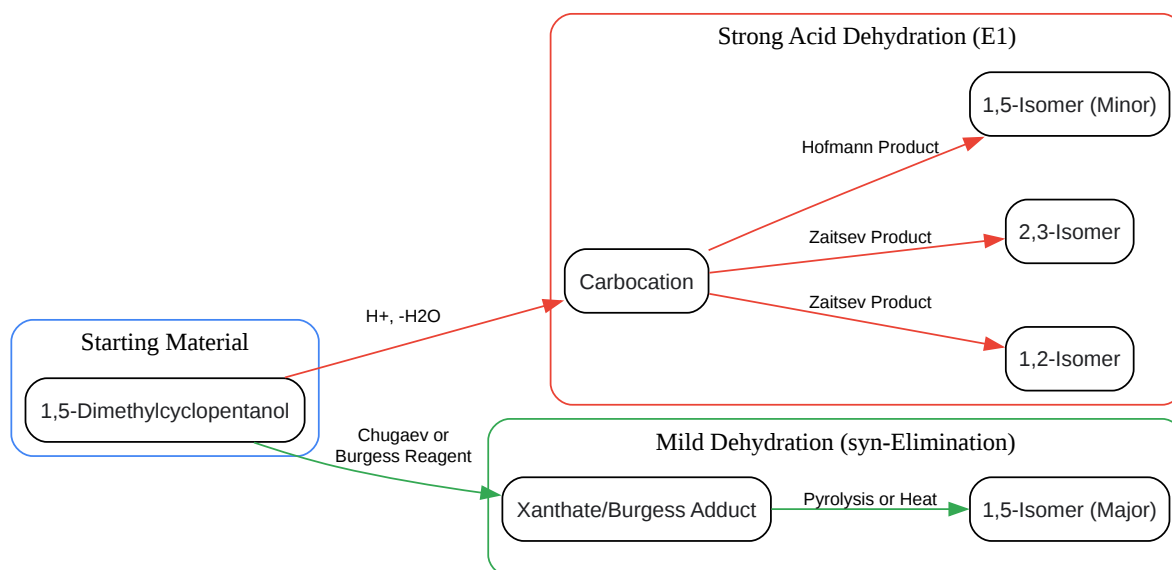 Strong Acid Dehydration (E1)
1,5-Isomer (Minor)
Hofmann Product
2,3-Isomer
Zaitsev Product
Carbocation
Zaitsev Product
1,2-Isomer
H+, -H2O
Starting Material
1,5-Dimethylcyclopentanol
Chugaev or
Burgess Reagent
Mild Dehydration (syn-Elimination)
Xanthate/Burgess Adduct
Pyrolysis or Heat
1,5-Isomer (Major)